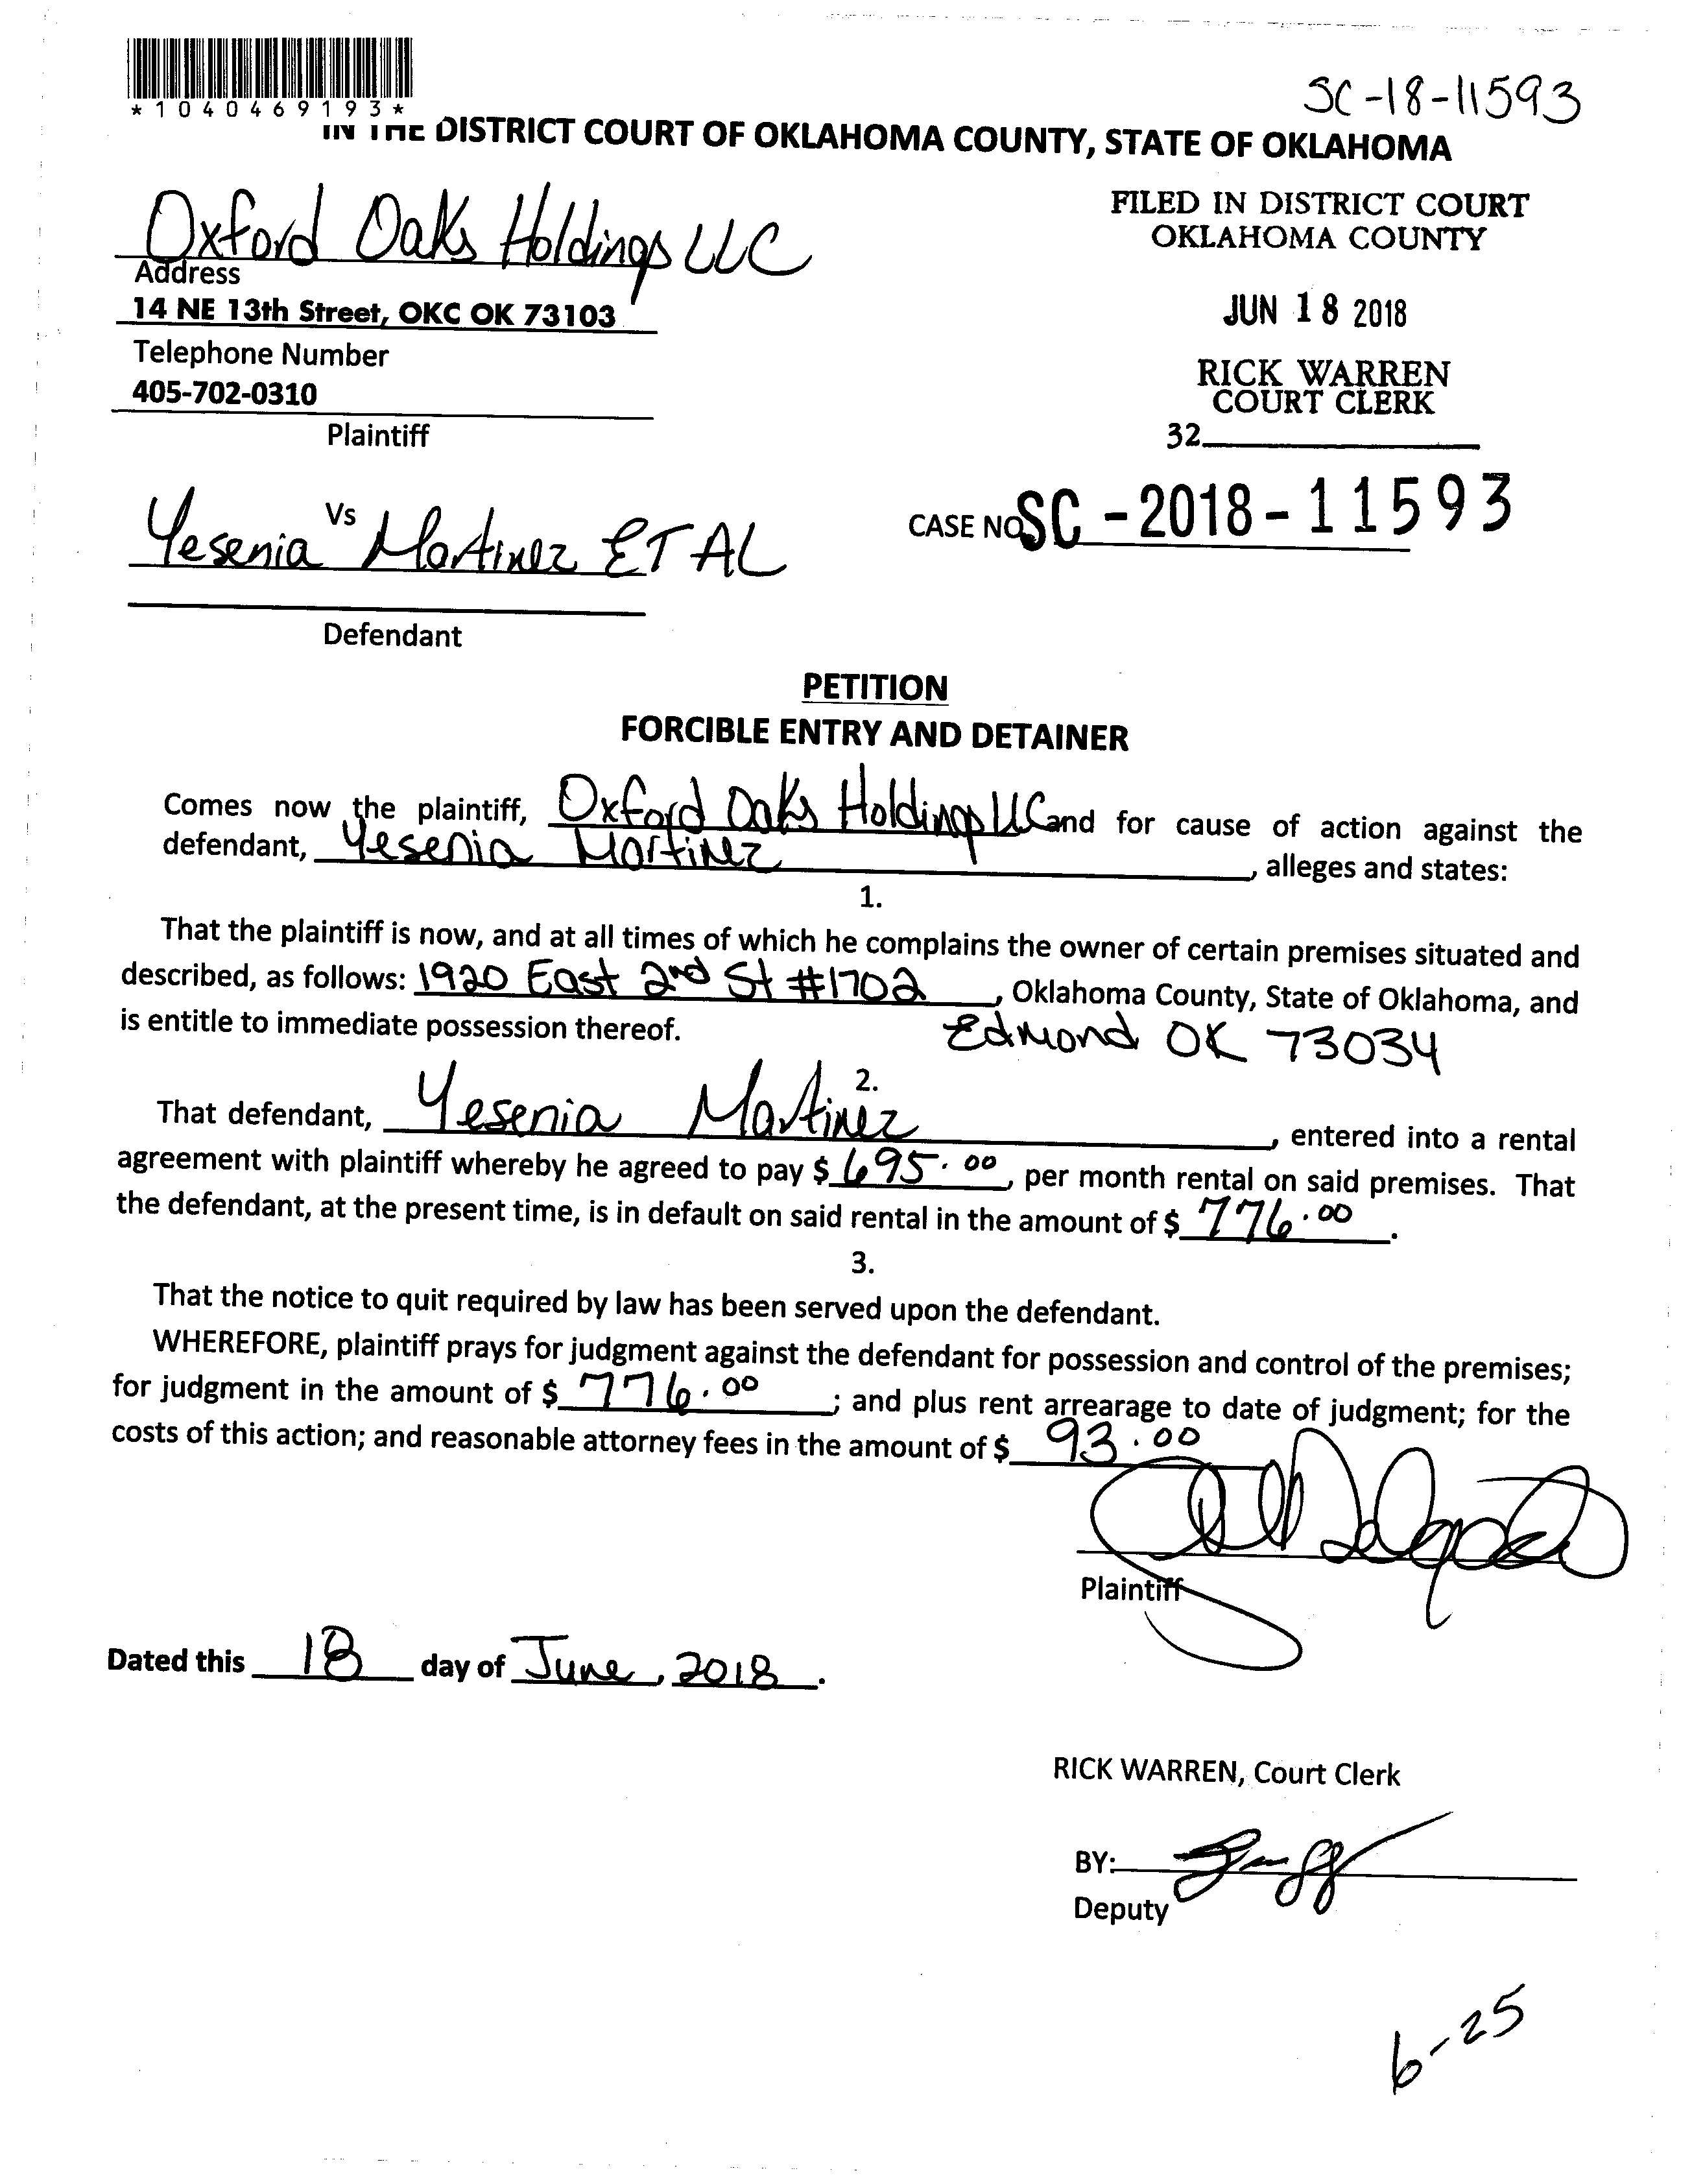 *1040469193*
SC-18-11593
IN THE DISTRICT COURT OF OKLAHOMA COUNTY, STATE OF OKLAHOMA
Oxford Oaks Holdings LLC
Address
14 NE 13th Street, OKC OK 73103
Telephone Number
405-702-0310
Plaintiff
FILED IN DISTRICT COURT
OKLAHOMA COUNTY
JUN 18 2018
RICK WARREN
COURT CLERK
32
Vs
Yesenia Martinez ET AL
Defendant
CASE NO SC-2018-11593
PETITION
FORCIBLE ENTRY AND DETAINER
Comes now the plaintiff, Oxford Oaks Holdings LLC and for cause of action against the
defendant, Yesenia Martinez, alleges and states:
1.
That the plaintiff is now, and at all times of which he complains the owner of certain premises situated and
described, as follows: 1920 East 2nd St #1702, Oklahoma County, State of Oklahoma, and
is entitle to immediate possession thereof. Edmond OK 73034
2.
That defendant, Yesenia Martinez, entered into a rental
agreement with plaintiff whereby he agreed to pay $ 695.00, per month rental on said premises. That
the defendant, at the present time, is in default on said rental in the amount of $ 776.00.
3.
That the notice to quit required by law has been served upon the defendant.
WHEREFORE, plaintiff prays for judgment against the defendant for possession and control of the premises;
for judgment in the amount of $ 776.00; and plus rent arrearage to date of judgment; for the
costs of this action; and reasonable attorney fees in the amount of $ 93.00
Plaintiff
Dated this 18 day of June, 2018.
RICK WARREN, Court Clerk
BY:
Deputy
6-25